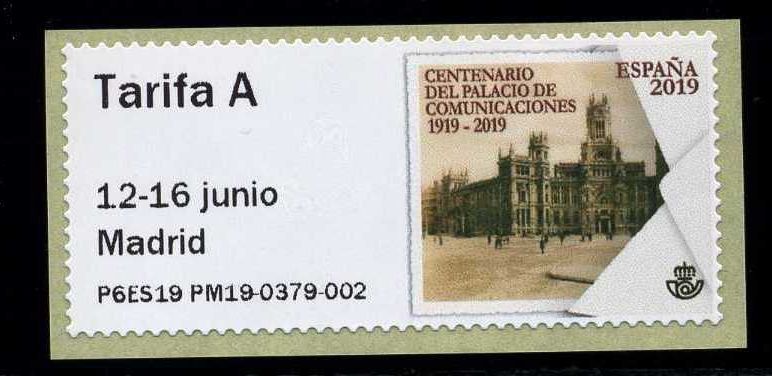 Tarifa A
12-16 junio
Madrid
P6ES19 PM19-0379-002
CENTENARIO
DEL PALACIO DE
COMUNICACIONES
1919 - 2019
ESPAÑA
2019